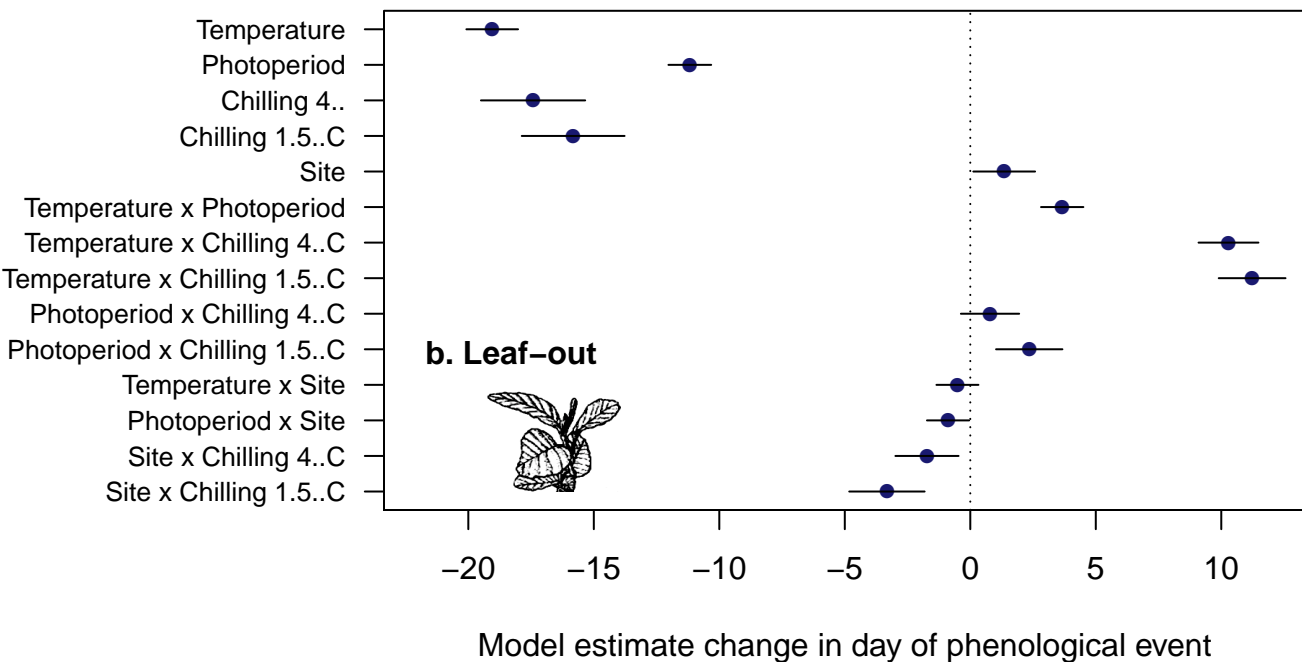 Temperature
Photoperiod
Chilling 4..
Chilling 1.5..C
Site
Temperature x Photoperiod
Temperature x Chilling 4..C
Temperature x Chilling 1.5..C
Photoperiod x Chilling 4..C
Photoperiod x Chilling 1.5..C
b. Leaf−out
Temperature x Site
Photoperiod x Site
Site x Chilling 4..C
Site x Chilling 1.5..C
−20 −15 −10 −5 0 5 10
Model estimate change in day of phenological event